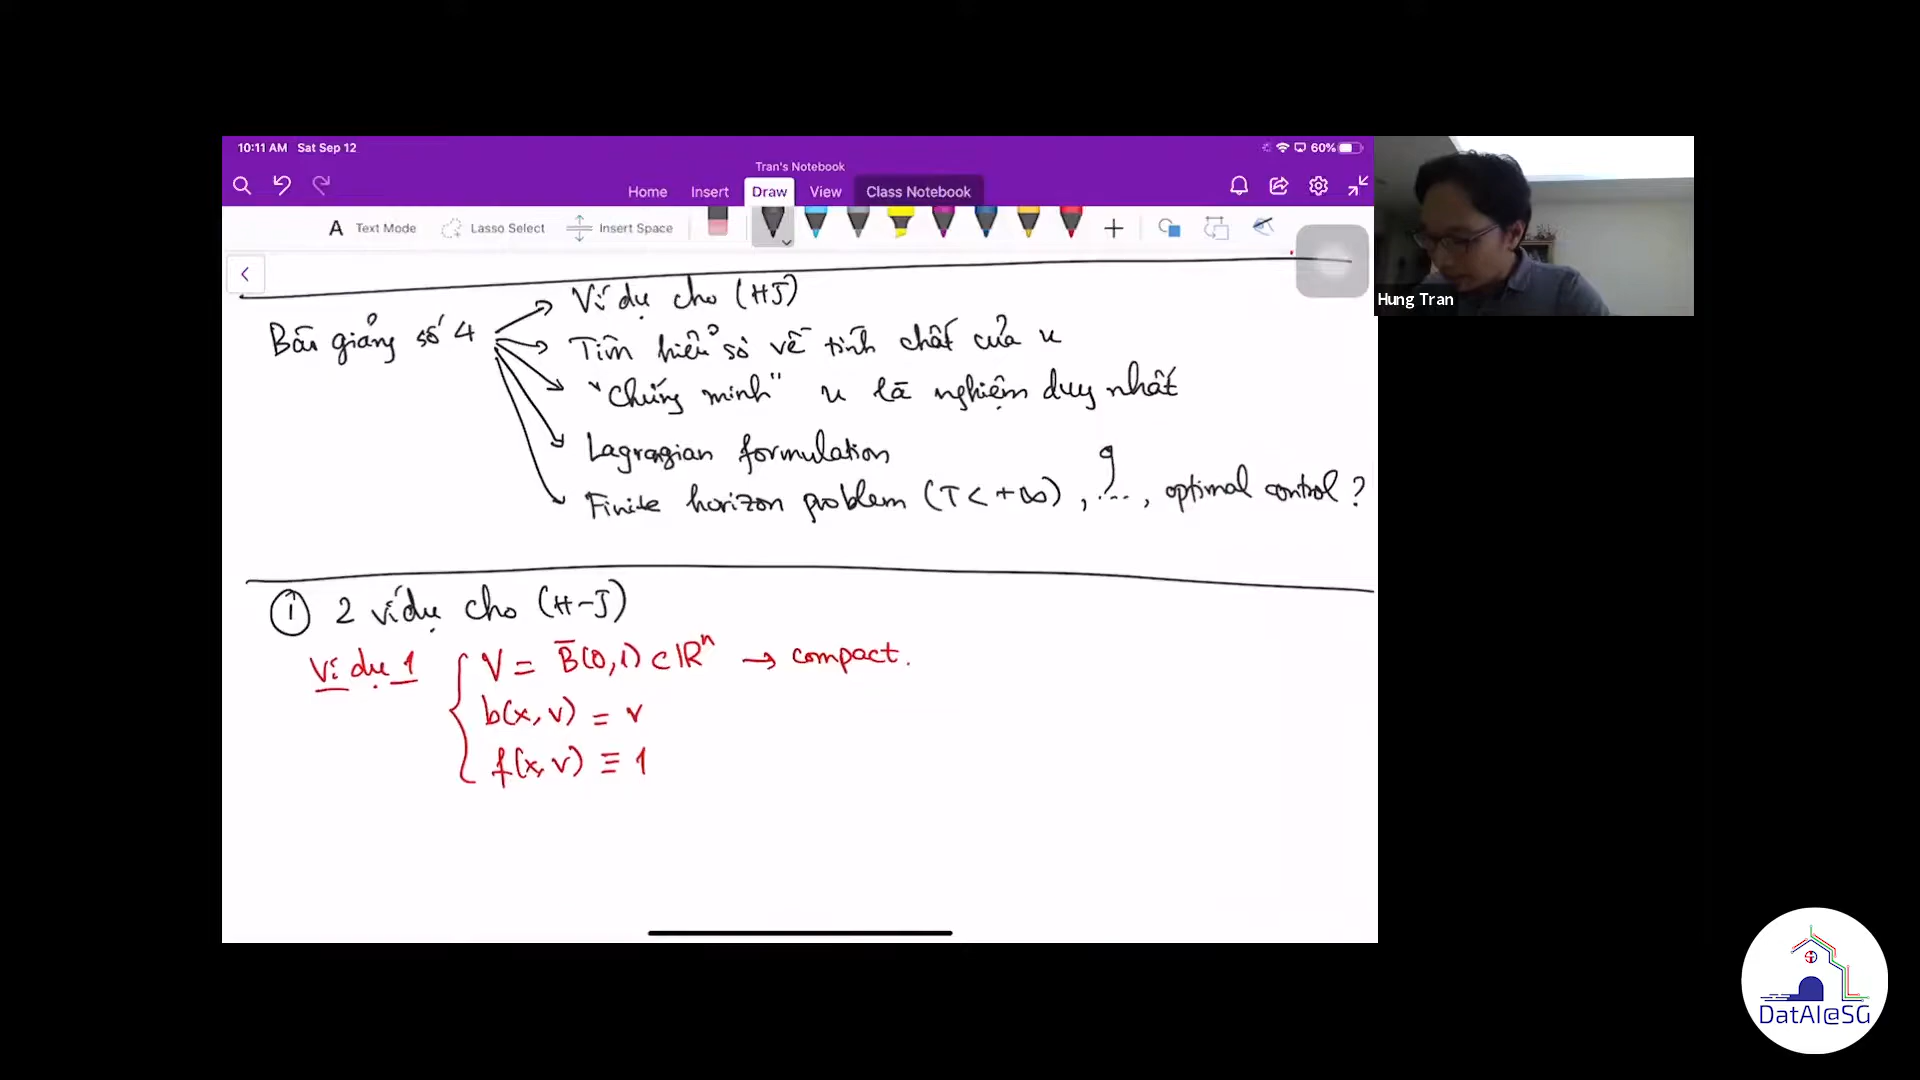 10:11 AM Sat Sep 12
60%
Tran's Notebook
Home Insert Draw View Class Notebook
A Text Mode Lasso Select Insert Space
Hung Tran
Bài giảng số 4
Ví dụ cho (HJ)
Tìm hiểu sơ về tính chất của u
"Chứng minh" u là nghiệm duy nhất
Lagragian formulation
Finite horizon problem (T < +∞), ..., optimal control ?
① 2 ví dụ cho (H-J)
Ví dụ 1 { V = B̅(0,1) ⊂ ℝⁿ → compact.
b(x, v) = v
f(x, v) ≡ 1
DatAI@SG